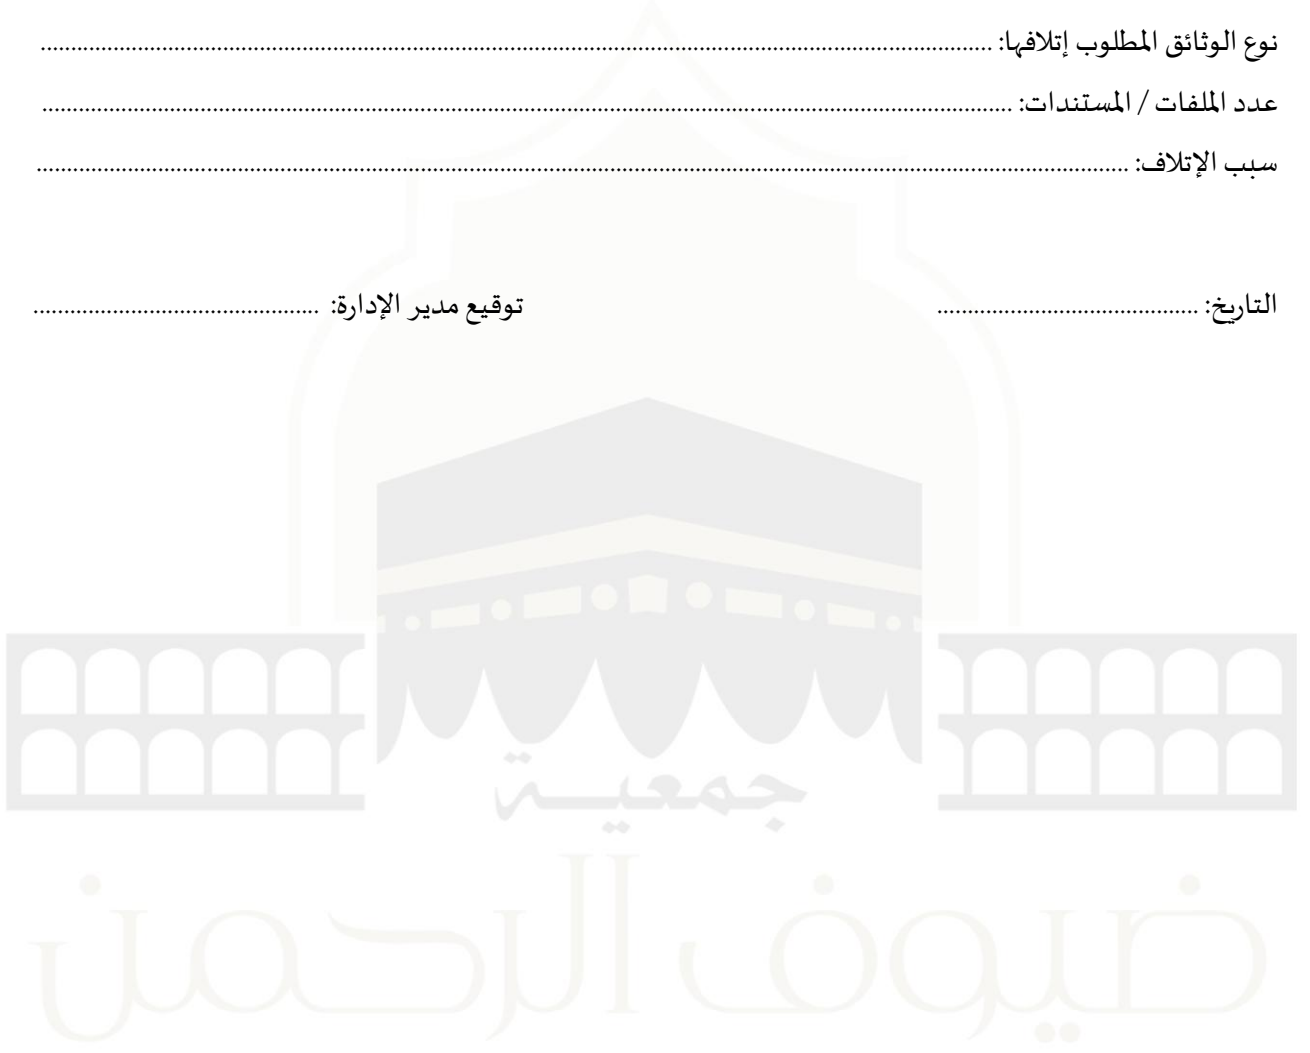 نوع الوثائق المطلوب إتلافها: ........................................................................................................................
عدد الملفات / المستندات: ........................................................................................................................
سبب الإتلاف: ........................................................................................................................
التاريخ: ........................................ توقيع مدير الإدارة: ........................................
جمعية
ضيوف الرحمن